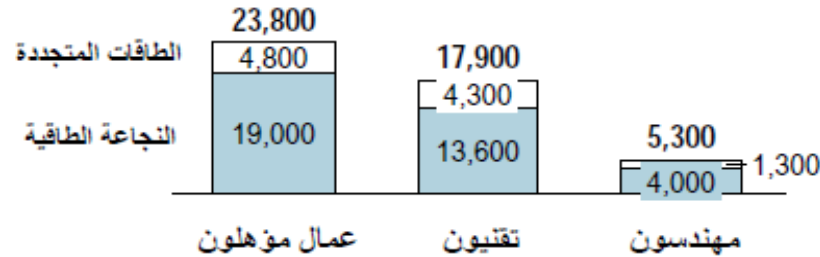 23,800
الطاقات المتجددة
4,800
17,900
4,300
النجاعة الطاقية
19,000
13,600
5,300
1,300
4,000
عمال مؤهلون
تقنيون
مهندسون